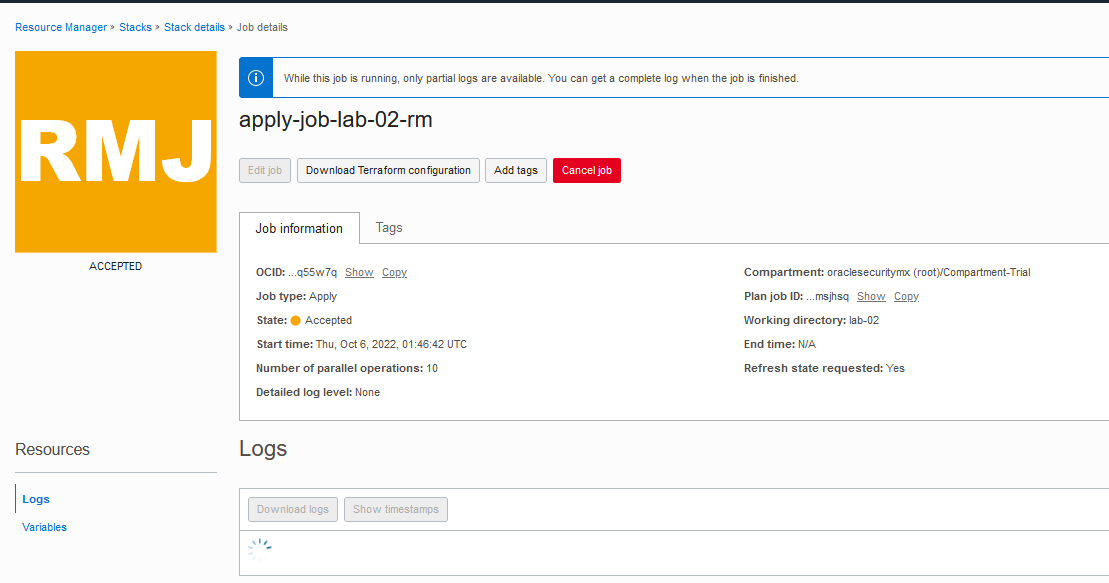 Resource Manager » Stacks » Stack details » Job details
RMJ
ACCEPTED
While this job is running, only partial logs are available. You can get a complete log when the job is finished.
apply-job-lab-02-rm
Edit job Download Terraform configuration Add tags Cancel job
Job information Tags
OCID: ...q55w7q Show Copy
Job type: Apply
State: Accepted
Start time: Thu, Oct 6, 2022, 01:46:42 UTC
Number of parallel operations: 10
Detailed log level: None
Compartment: oraclesecuritymx (root)/Compartment-Trial
Plan job ID: ...msjhsq Show Copy
Working directory: lab-02
End time: N/A
Refresh state requested: Yes
Resources
Logs
Variables
Logs
Download logs Show timestamps